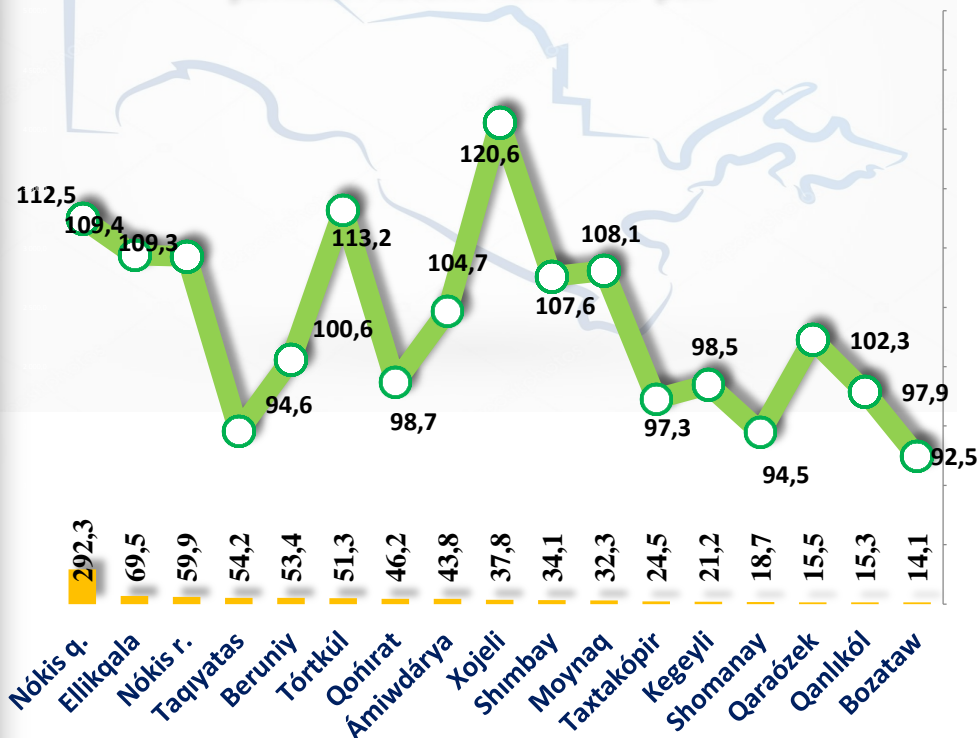 112,5
109,4
109,3
94,6
100,6
113,2
98,7
104,7
120,6
107,6
108,1
97,3
98,5
94,5
102,3
97,9
92,5
292,3
69,5
59,9
54,2
53,4
51,3
46,2
43,8
37,8
34,1
32,3
24,5
21,2
18,7
15,5
15,3
14,1
Nókis q.
Ellikqala
Nókis r.
Taqıyatas
Beruniy
Tórtkúl
Qońırat
Ámiwdárya
Xojeli
Shımbay
Moynaq
Taxtakópir
Kegeyli
Shomanay
Qaraózek
Qanlıkól
Bozataw